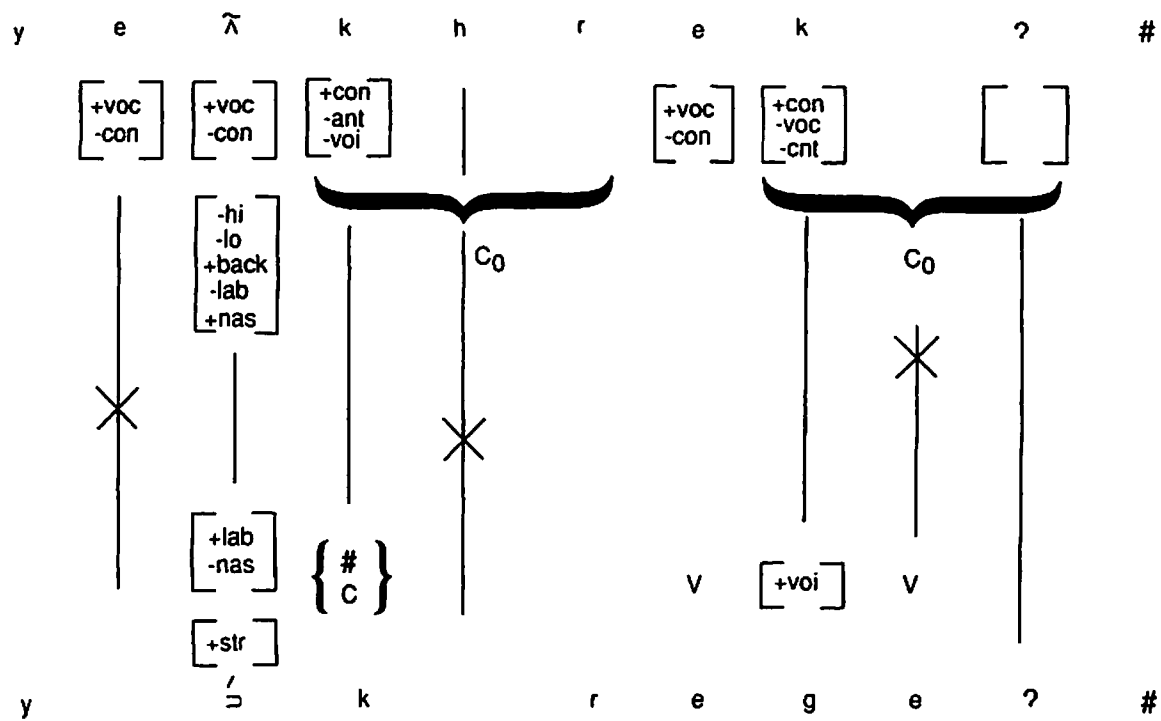 y e ʌ̃ k h r e k ? #
+voc +voc +con +voc +con
-con -con -ant -con -voc
-voi -cnt
-hi
-lo
+back
-lab
+nas
C0 C0
+lab
-nas
# V +voi V
C
+str
y k r e g e ? #